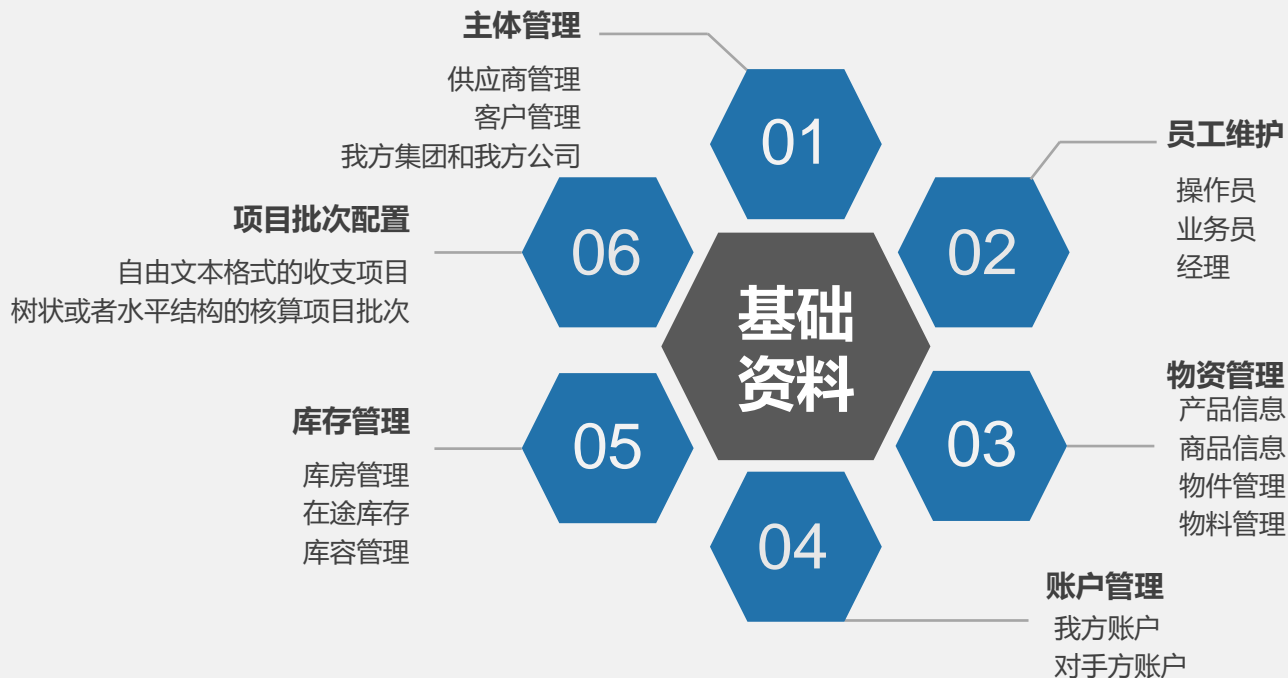 主体管理
供应商管理
客户管理
我方集团和我方公司
01
员工维护
操作员
业务员
经理
02
物资管理
产品信息
商品信息
物件管理
物料管理
03
账户管理
我方账户
对手方账户
04
库存管理
库房管理
在途库存
库容管理
05
项目批次配置
自由文本格式的收支项目
树状或者水平结构的核算项目批次
06
基础
资料